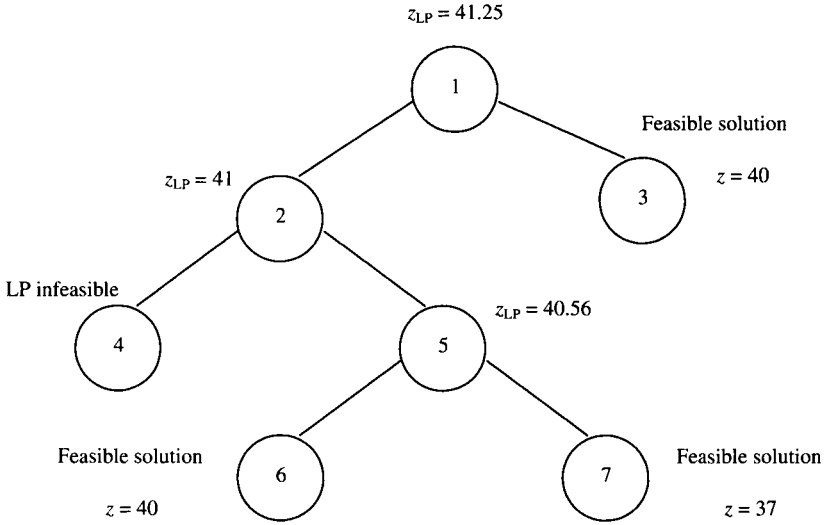 z_LP = 41.25
1
Feasible solution
z = 40
3
z_LP = 41
2
LP infeasible
4
z_LP = 40.56
5
Feasible solution
z = 40
6
7
Feasible solution
z = 37